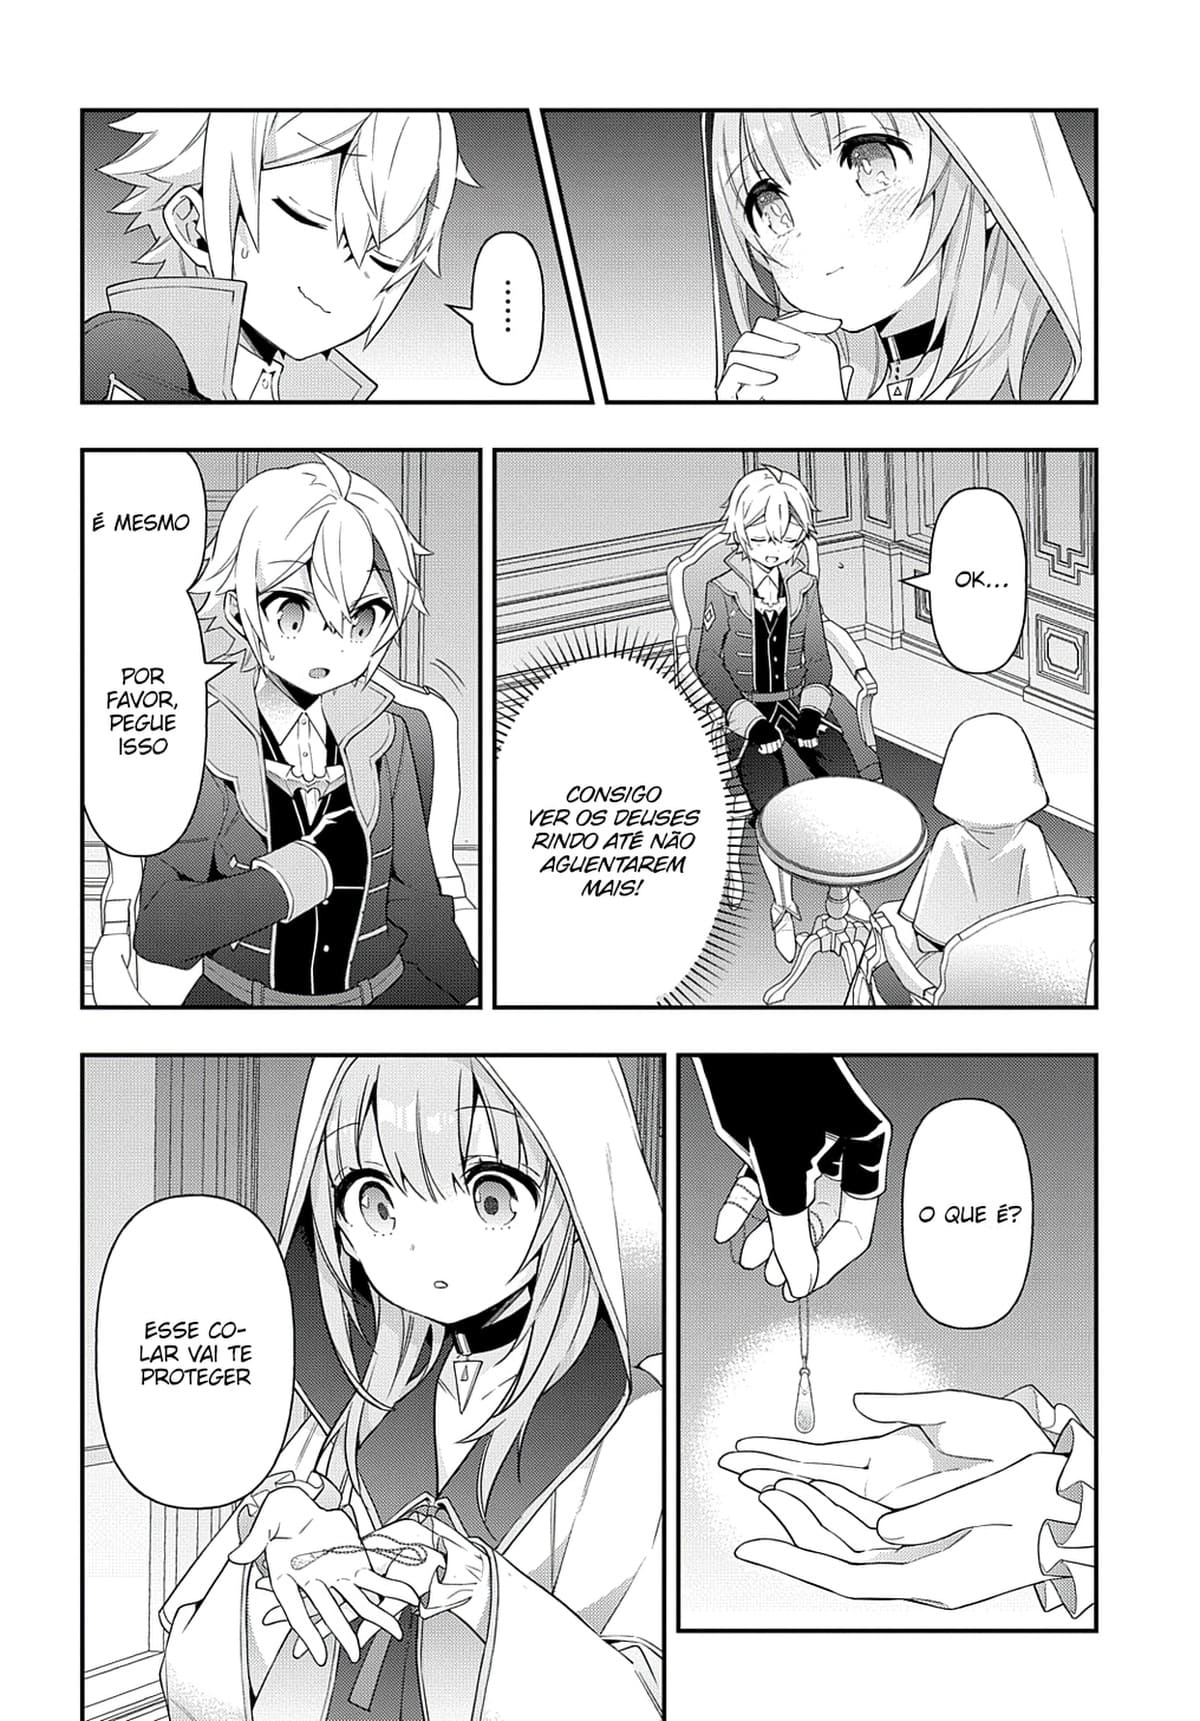 ......
OK...
CONSIGO
VER OS DEUSES
RINDO ATÉ NÃO
AGUENTAREM
MAIS!
É MESMO
POR
FAVOR,
PEGUE
ISSO
O QUE É?
ESSE CO-
LAR VAI TE
PROTEGER